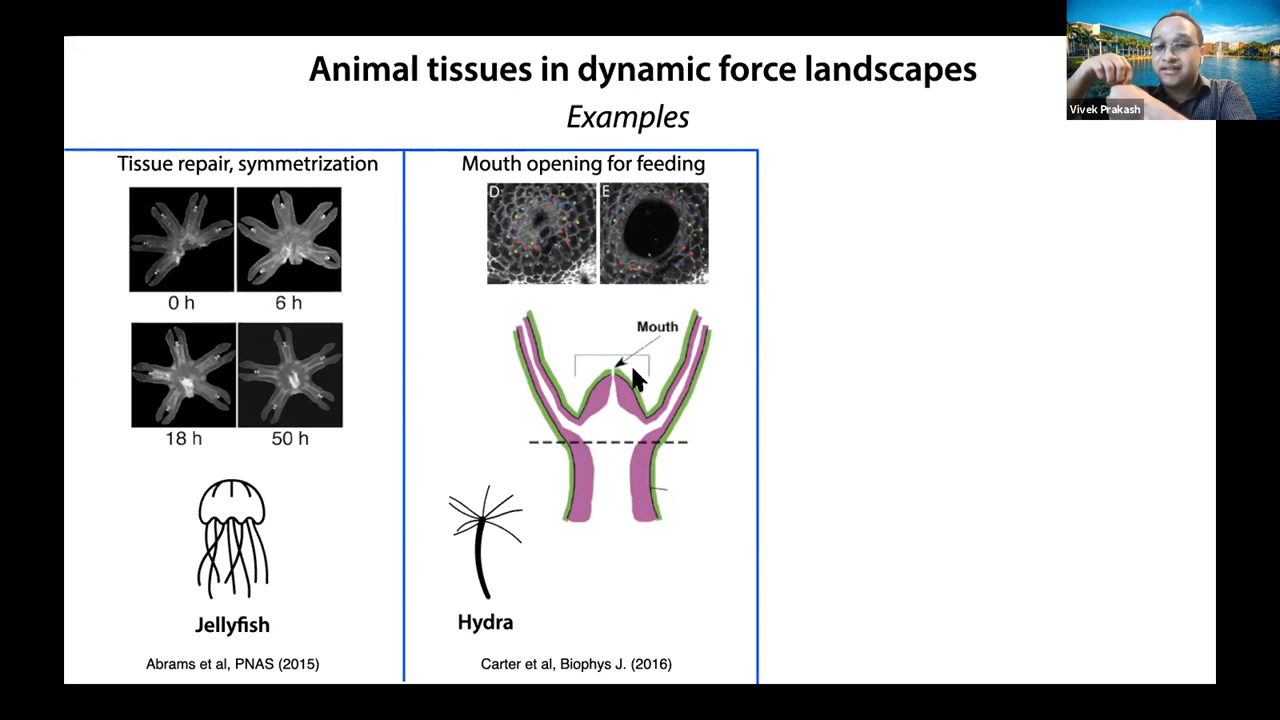 Animal tissues in dynamic force landscapes
Examples
Vivek Prakash
Tissue repair, symmetrization
0 h
6 h
18 h
50 h
Jellyfish
Abrams et al, PNAS (2015)
Mouth opening for feeding
D
E
Mouth
Hydra
Carter et al, Biophys J. (2016)